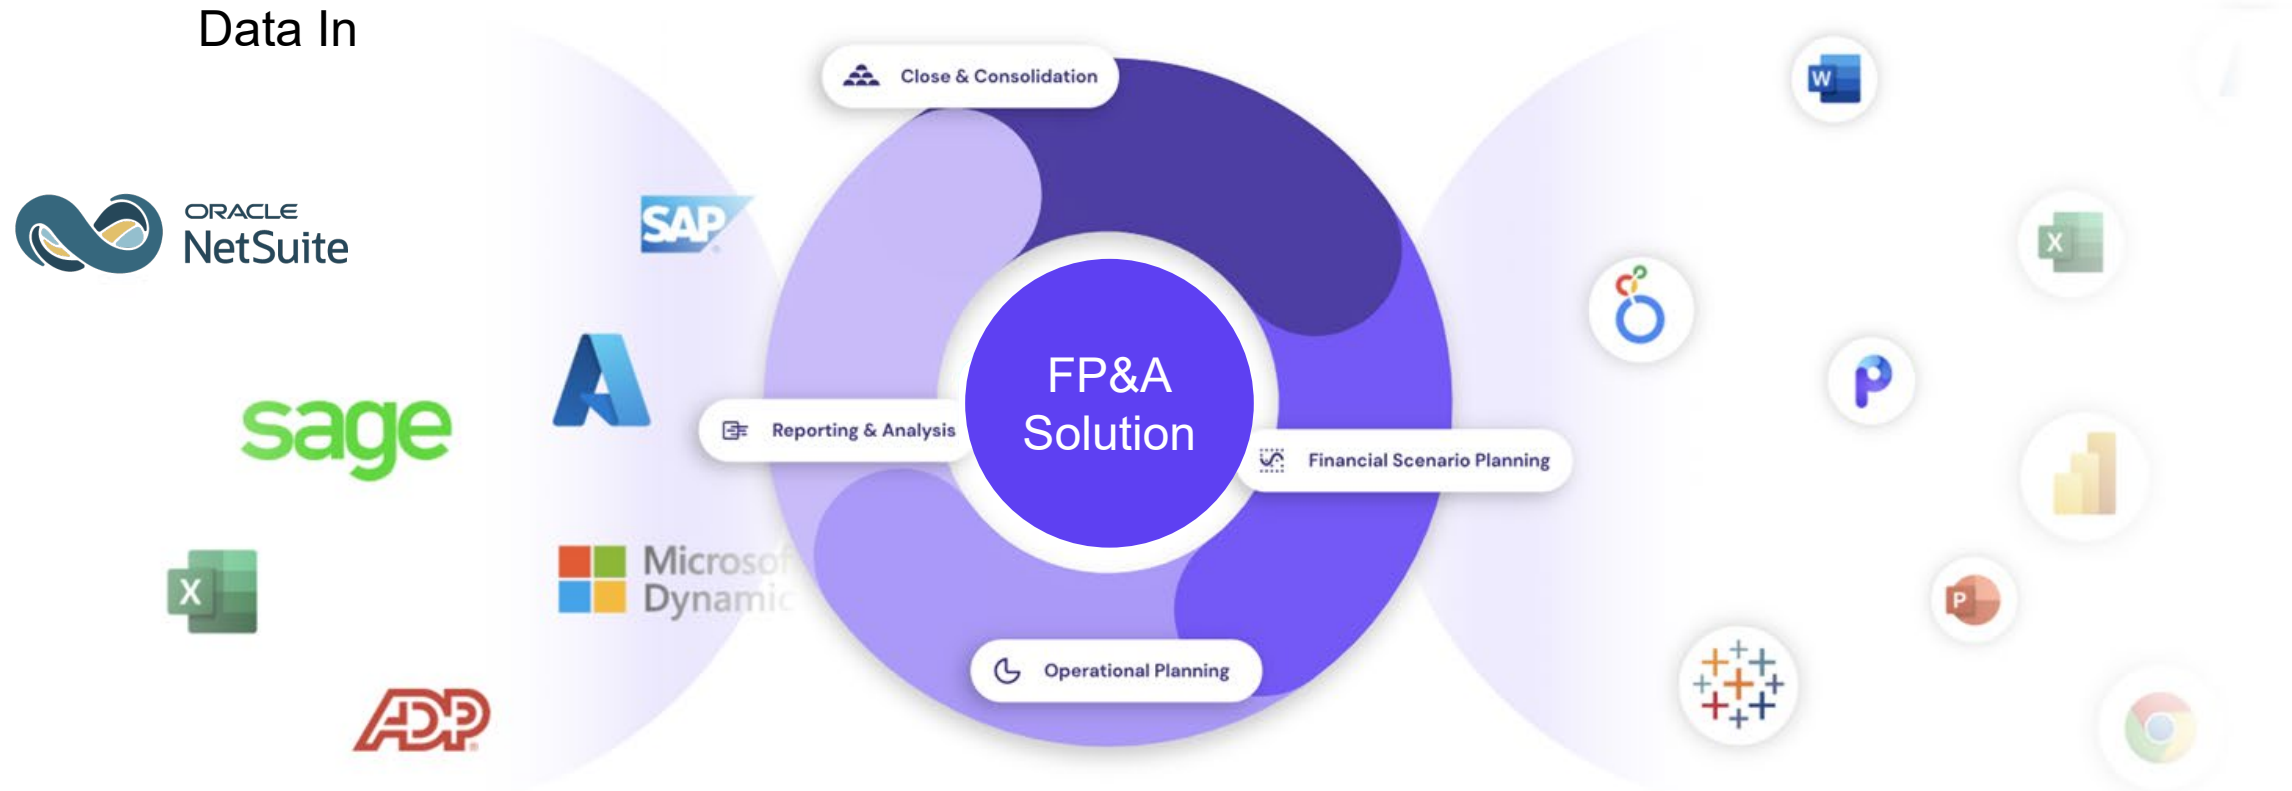 Data In
Close & Consolidation
ORACLE
NetSuite
SAP
FP&A
Solution
sage
Reporting & Analysis
Financial Scenario Planning
Microsof
Dynamic
X
ADP
Operational Planning
W
X
P